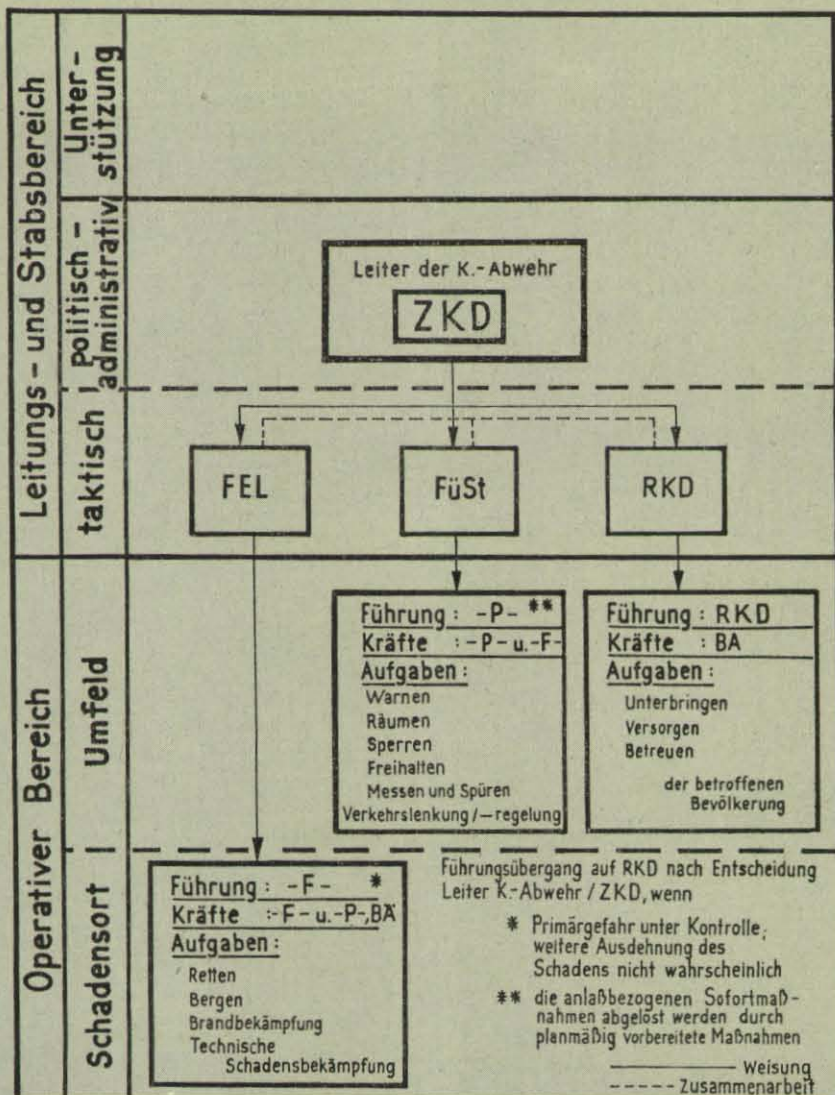 Leitungs- und Stabsbereich
Unter-
stützung
Politisch-
administrativ
taktisch
Operativer Bereich
Umfeld
Schadensort
Leiter der K.-Abwehr
ZKD
FEL
FüSt
RKD
Führung: -P- **
Kräfte : -P- u. -F-
Aufgaben:
Warnen
Räumen
Sperren
Freihalten
Messen und Spüren
Verkehrslenkung/-regelung
Führung: RKD
Kräfte : BA
Aufgaben:
Unterbringen
Versorgen
Betreuen
der betroffenen
Bevölkerung
Führung: -F- *
Kräfte :-F- u.-P-,BÄ
Aufgaben:
Retten
Bergen
Brandbekämpfung
Technische
Schadensbekämpfung
Führungsübergang auf RKD nach Entscheidung
Leiter K.-Abwehr / ZKD, wenn
* Primärgefahr unter Kontrolle;
weitere Ausdehnung des
Schadens nicht wahrscheinlich
** die anlaßbezogenen Sofortmaß-
nahmen abgelöst werden durch
planmäßig vorbereitete Maßnahmen
Weisung
Zusammenarbeit